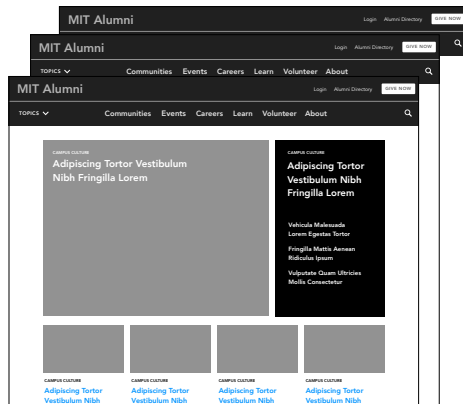 MIT Alumni
Login Alumni Directory GIVE NOW
MIT Alumni
Login Alumni Directory GIVE NOW
TOPICS Communities Events Careers Learn Volunteer About
MIT Alumni
Login Alumni Directory GIVE NOW
TOPICS Communities Events Careers Learn Volunteer About
CAMPUS CULTURE
Adipiscing Tortor Vestibulum
Nibh Fringilla Lorem
CAMPUS CULTURE
Adipiscing Tortor
Vestibulum Nibh
Fringilla Lorem
Vehicula Malesuada
Lorem Egestas Tortor
Fringilla Mattis Aenean
Ridiculus Ipsum
Vulputate Quam Ultricies
Mollis Consectetur
CAMPUS CULTURE
Adipiscing Tortor
Vestibulum Nibh
CAMPUS CULTURE
Adipiscing Tortor
Vestibulum Nibh
CAMPUS CULTURE
Adipiscing Tortor
Vestibulum Nibh
CAMPUS CULTURE
Adipiscing Tortor
Vestibulum Nibh